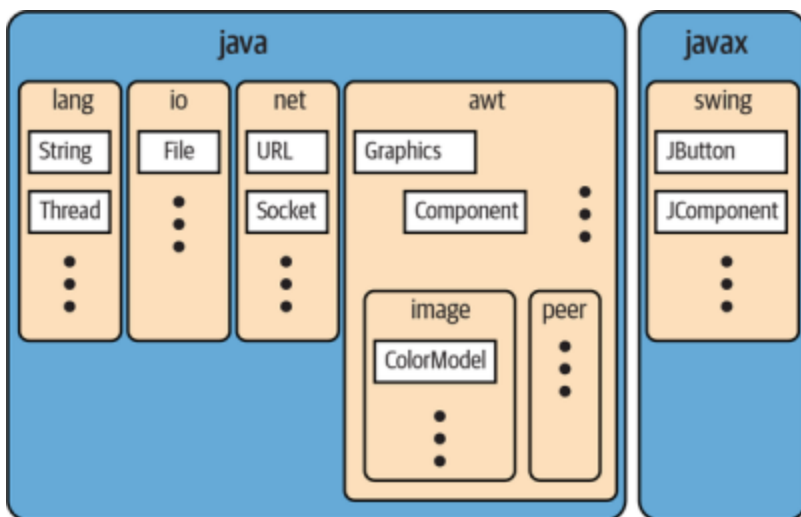 java
javax
lang
io
net
awt
swing
String
File
URL
Graphics
JButton
Thread
Socket
Component
JComponent
image
peer
ColorModel